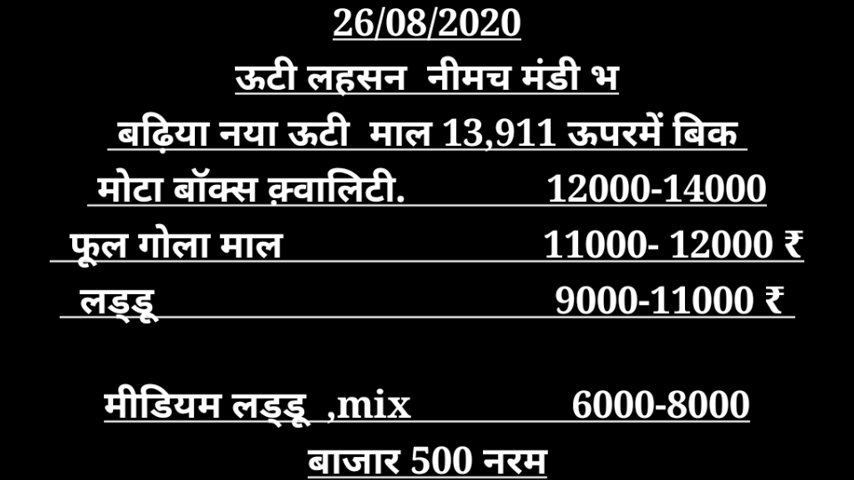 26/08/2020
ऊटी लहसन नीमच मंडी भ
बढ़िया नया ऊटी माल 13,911 ऊपरमें बिक
मोटा बॉक्स क़्वालिटी. 12000-14000
फूल गोला माल 11000- 12000 ₹
लड्डू 9000-11000 ₹
मीडियम लड्डू ,mix 6000-8000
बाजार 500 नरम